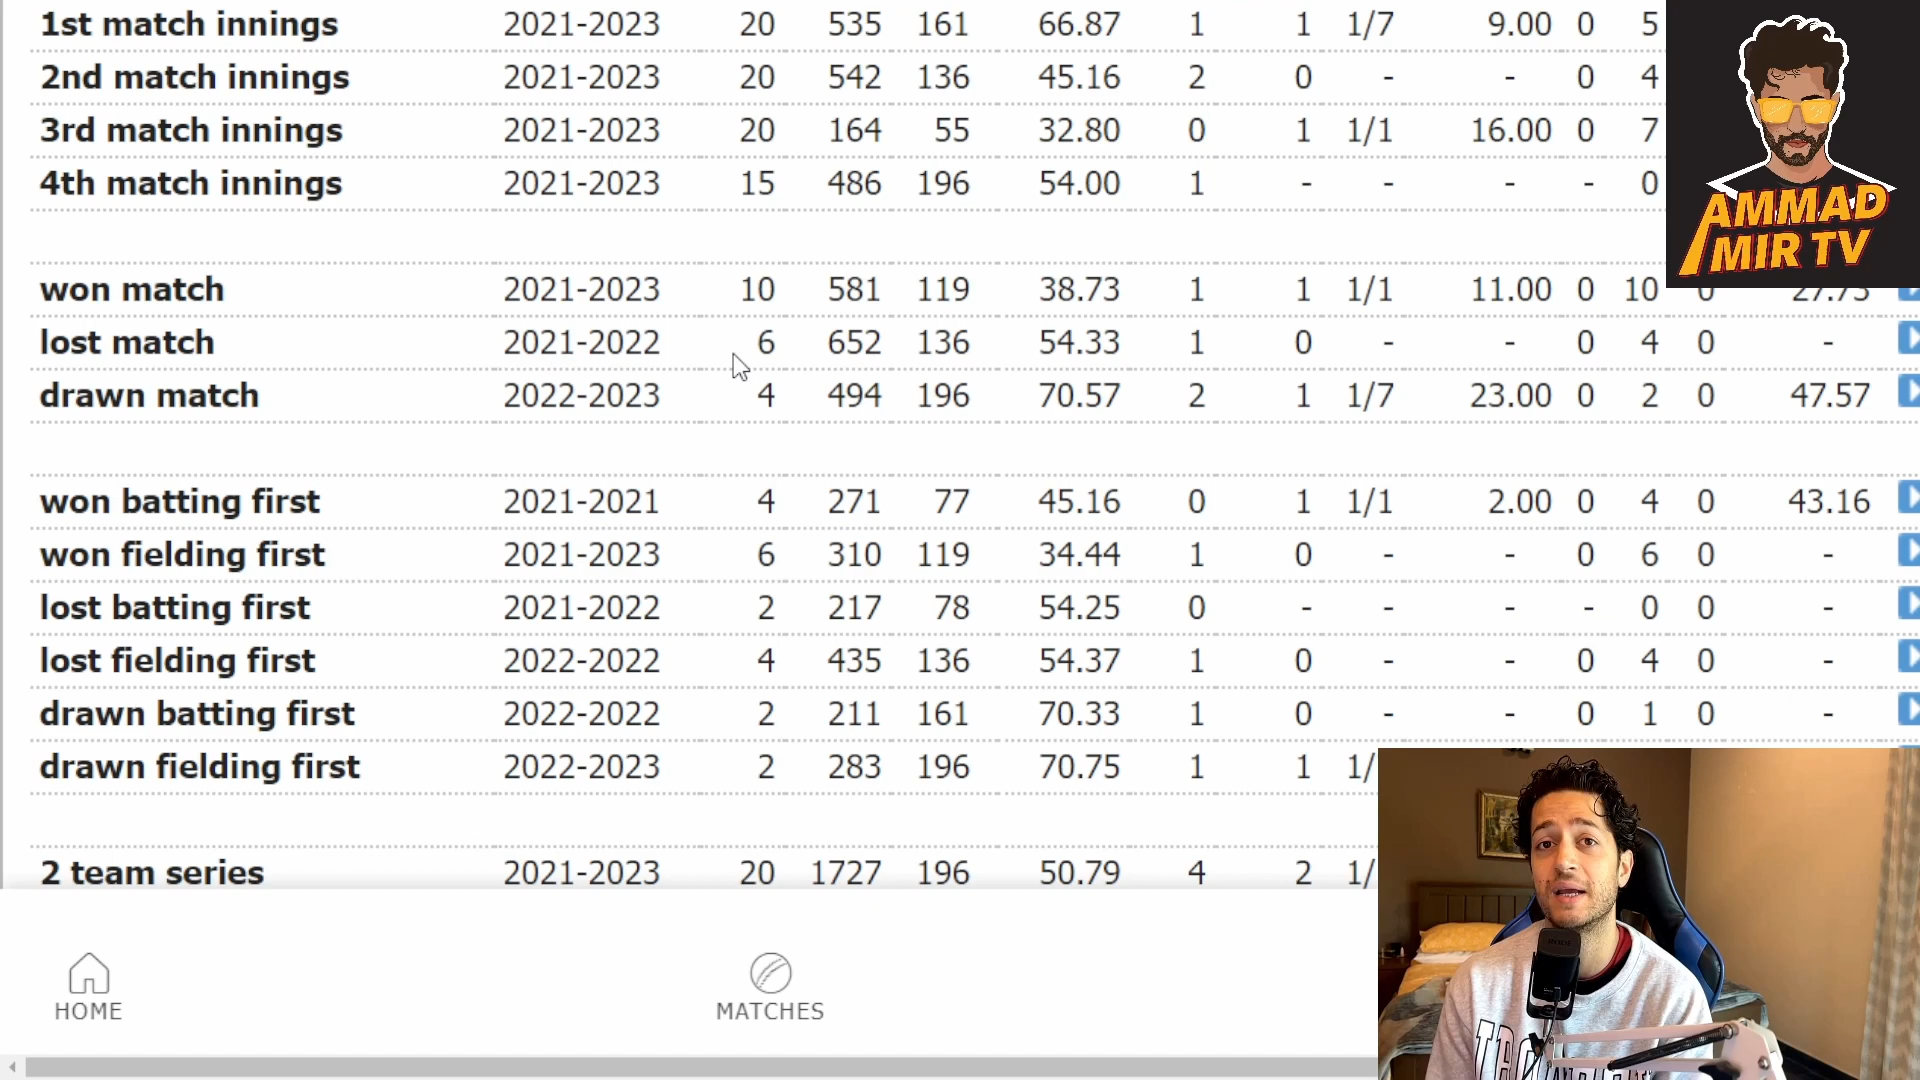 1st match innings 2021-2023 20 535 161 66.87 1 1 1/7 9.00 0 5
2nd match innings 2021-2023 20 542 136 45.16 2 0 - - 0 4
3rd match innings 2021-2023 20 164 55 32.80 0 1 1/1 16.00 0 7
4th match innings 2021-2023 15 486 196 54.00 1 - - - - 0
AMMAD
MIR TV
won match 2021-2023 10 581 119 38.73 1 1 1/1 11.00 0 10 0 27.73
lost match 2021-2022 6 652 136 54.33 1 0 - - 0 4 0 -
drawn match 2022-2023 4 494 196 70.57 2 1 1/7 23.00 0 2 0 47.57
won batting first 2021-2021 4 271 77 45.16 0 1 1/1 2.00 0 4 0 43.16
won fielding first 2021-2023 6 310 119 34.44 1 0 - - 0 6 0 -
lost batting first 2021-2022 2 217 78 54.25 0 - - - - 0 0 -
lost fielding first 2022-2022 4 435 136 54.37 1 0 - - 0 4 0 -
drawn batting first 2022-2022 2 211 161 70.33 1 0 - - 0 1 0 -
drawn fielding first 2022-2023 2 283 196 70.75 1 1 1/
2 team series 2021-2023 20 1727 196 50.79 4 2 1/
HOME
MATCHES